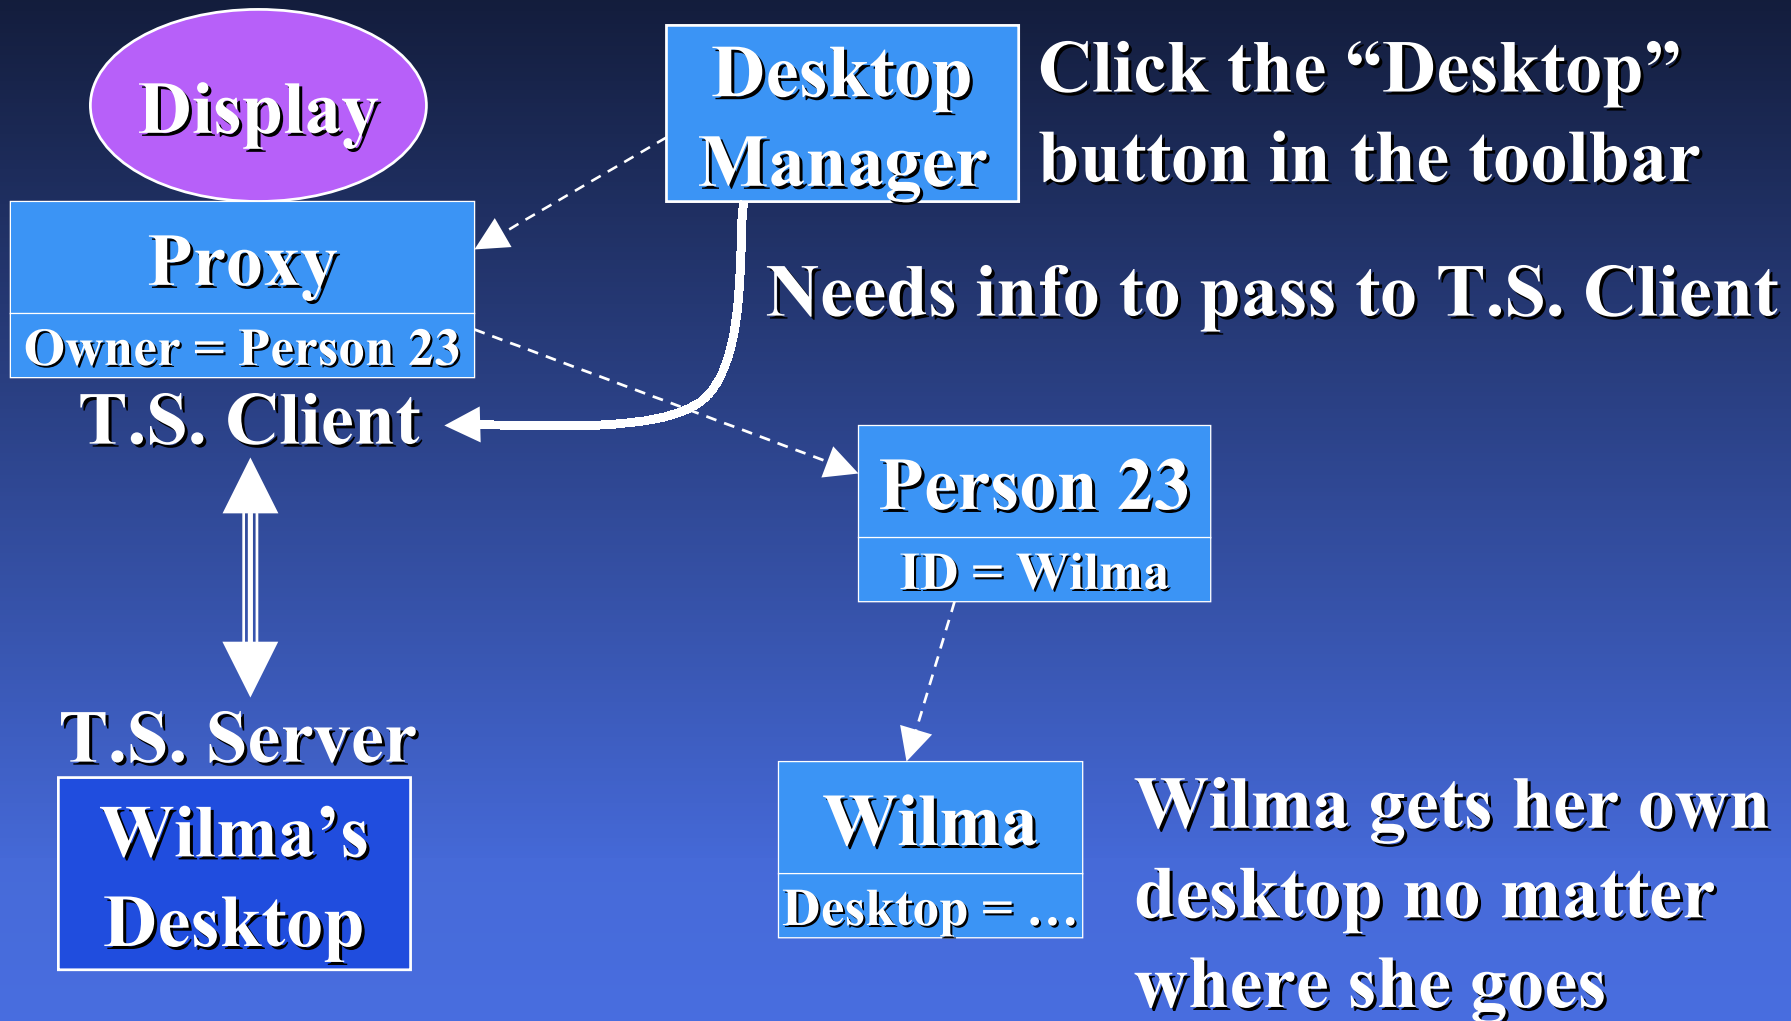 Display
Desktop
Manager
Click the “Desktop”
button in the toolbar
Proxy
Owner = Person 23
Needs info to pass to T.S. Client
T.S. Client
Person 23
ID = Wilma
T.S. Server
Wilma’s
Desktop
Wilma
Desktop = …
Wilma gets her own
desktop no matter
where she goes